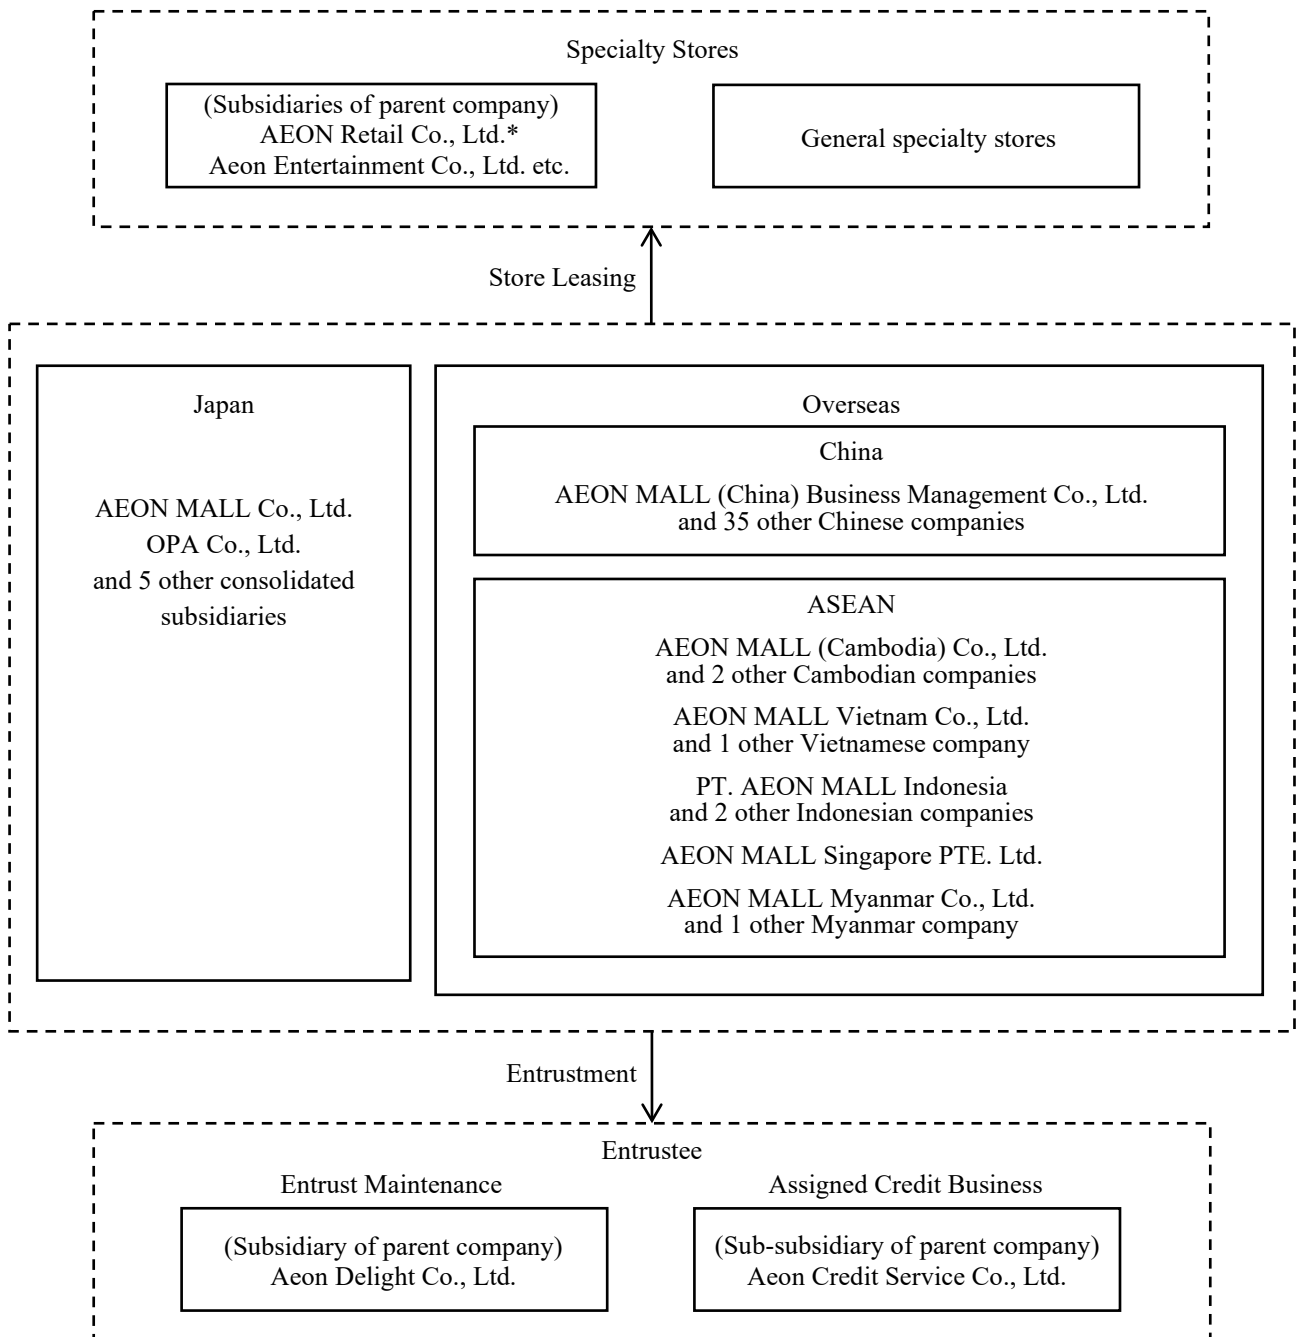 Specialty Stores
(Subsidiaries of parent company)
AEON Retail Co., Ltd.*
Aeon Entertainment Co., Ltd. etc.
General specialty stores
Store Leasing
Japan
AEON MALL Co., Ltd.
OPA Co., Ltd.
and 5 other consolidated
subsidiaries
Overseas
China
AEON MALL (China) Business Management Co., Ltd.
and 35 other Chinese companies
ASEAN
AEON MALL (Cambodia) Co., Ltd.
and 2 other Cambodian companies
AEON MALL Vietnam Co., Ltd.
and 1 other Vietnamese company
PT. AEON MALL Indonesia
and 2 other Indonesian companies
AEON MALL Singapore PTE. Ltd.
AEON MALL Myanmar Co., Ltd.
and 1 other Myanmar company
Entrustment
Entrustee
Entrust Maintenance
(Subsidiary of parent company)
Aeon Delight Co., Ltd.
Assigned Credit Business
(Sub-subsidiary of parent company)
Aeon Credit Service Co., Ltd.